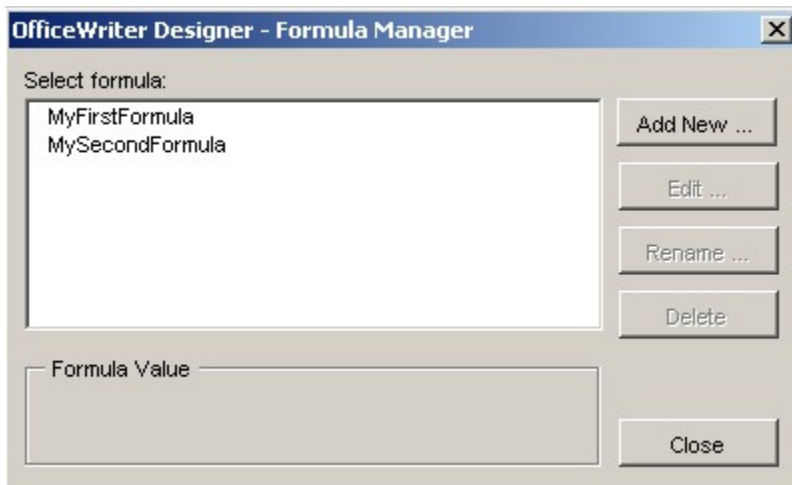 OfficeWriter Designer - Formula Manager
Select formula:
MyFirstFormula
MySecondFormula
Add New ...
Edit ...
Rename ...
Delete
Formula Value
Close